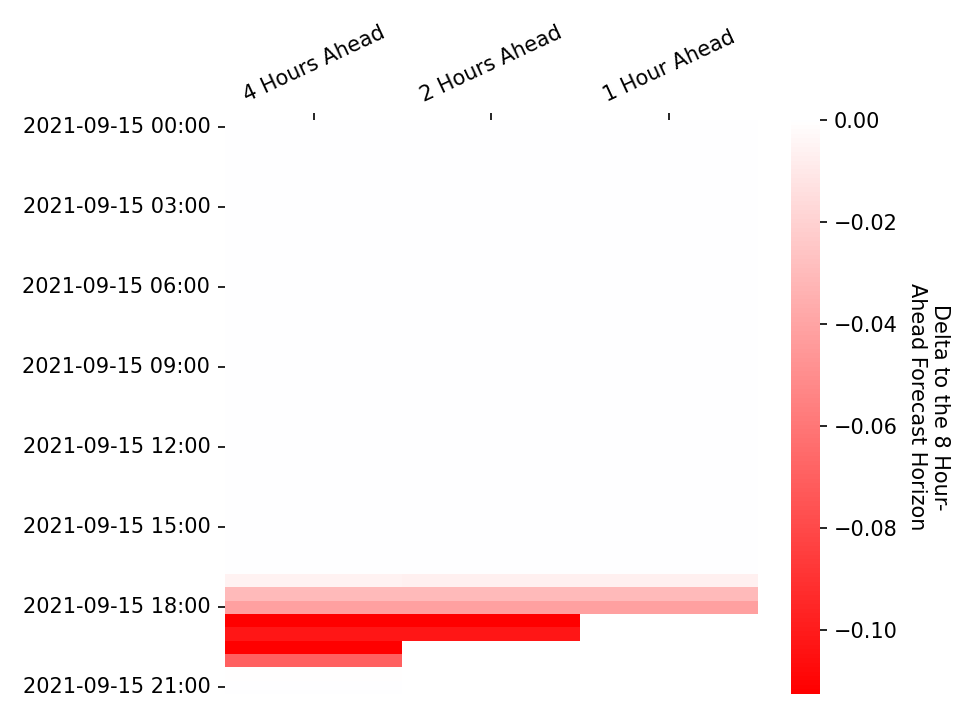 4 Hours Ahead
2 Hours Ahead
1 Hour Ahead
2021-09-15 00:00
2021-09-15 03:00
2021-09-15 06:00
2021-09-15 09:00
2021-09-15 12:00
2021-09-15 15:00
2021-09-15 18:00
2021-09-15 21:00
0.00
−0.02
−0.04
−0.06
−0.08
−0.10
Delta to the 8 Hour-
Ahead Forecast Horizon